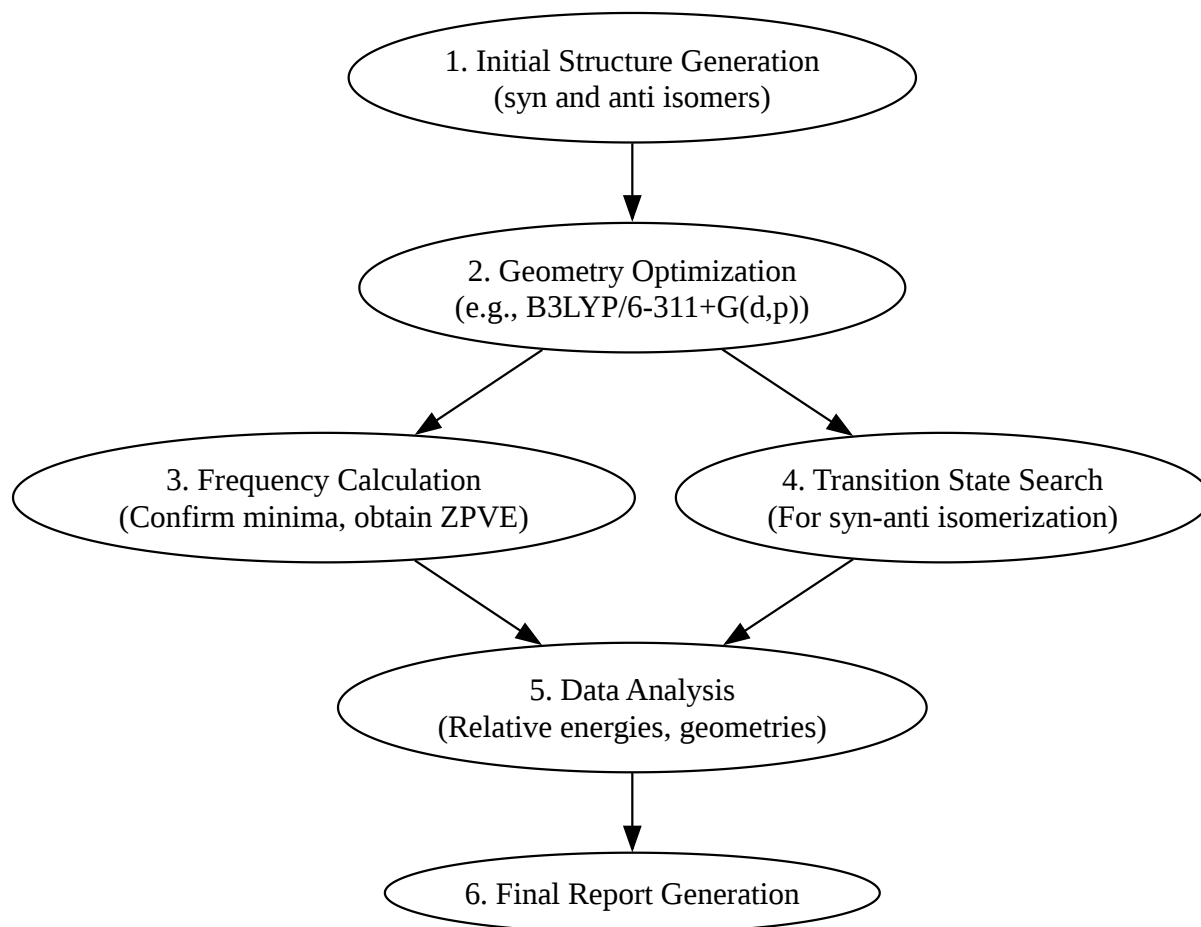 1. Initial Structure Generation
(syn and anti isomers)
2. Geometry Optimization
(e.g., B3LYP/6-311+G(d,p))
3. Frequency Calculation
(Confirm minima, obtain ZPVE)
4. Transition State Search
(For syn-anti isomerization)
5. Data Analysis
(Relative energies, geometries)
6. Final Report Generation